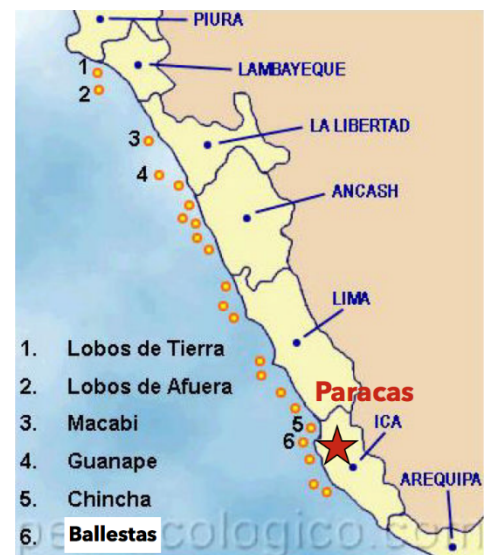 PIURA
1
LAMBAYEQUE
2
3
LA LIBERTAD
4
ANCASH
LIMA
1. Lobos de Tierra
2. Lobos de Afuera
Paracas
3. Macabi
5
ICA
6
4. Guanape
AREQUIPA
5. Chincha
6. Ballestas